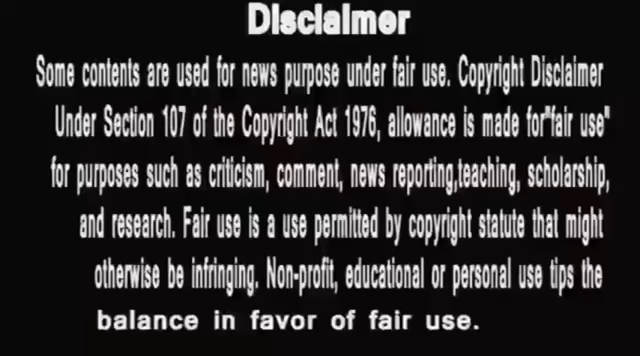 Disclaimer
Some contents are used for news purpose under fair use. Copyright Disclaimer
Under Section 107 of the Copyright Act 1976, allowance is made for"fair use"
for purposes such as criticism, comment, news reporting,teaching, scholarship,
and research. Fair use is a use permitted by copyright statute that might
otherwise be infringing. Non-profit, educational or personal use tips the
balance in favor of fair use.